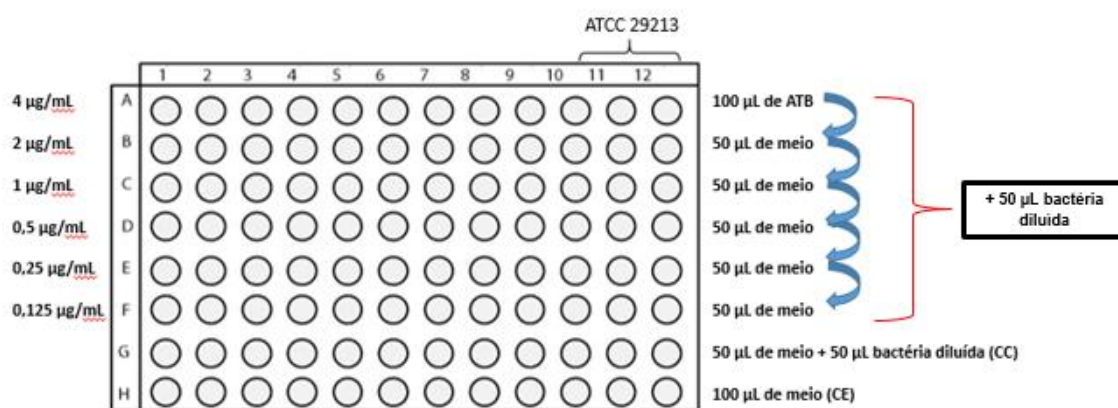 ATCC 29213
1 2 3 4 5 6 7 8 9 10 11 12
4 µg/mL A 100 µL de ATB
2 µg/mL B 50 µL de meio
1 µg/mL C 50 µL de meio
0,5 µg/mL D 50 µL de meio
0,25 µg/mL E 50 µL de meio
0,125 µg/mL F 50 µL de meio
G 50 µL de meio + 50 µL bactéria diluída (CC)
H 100 µL de meio (CE)
+ 50 µL bactéria
diluída